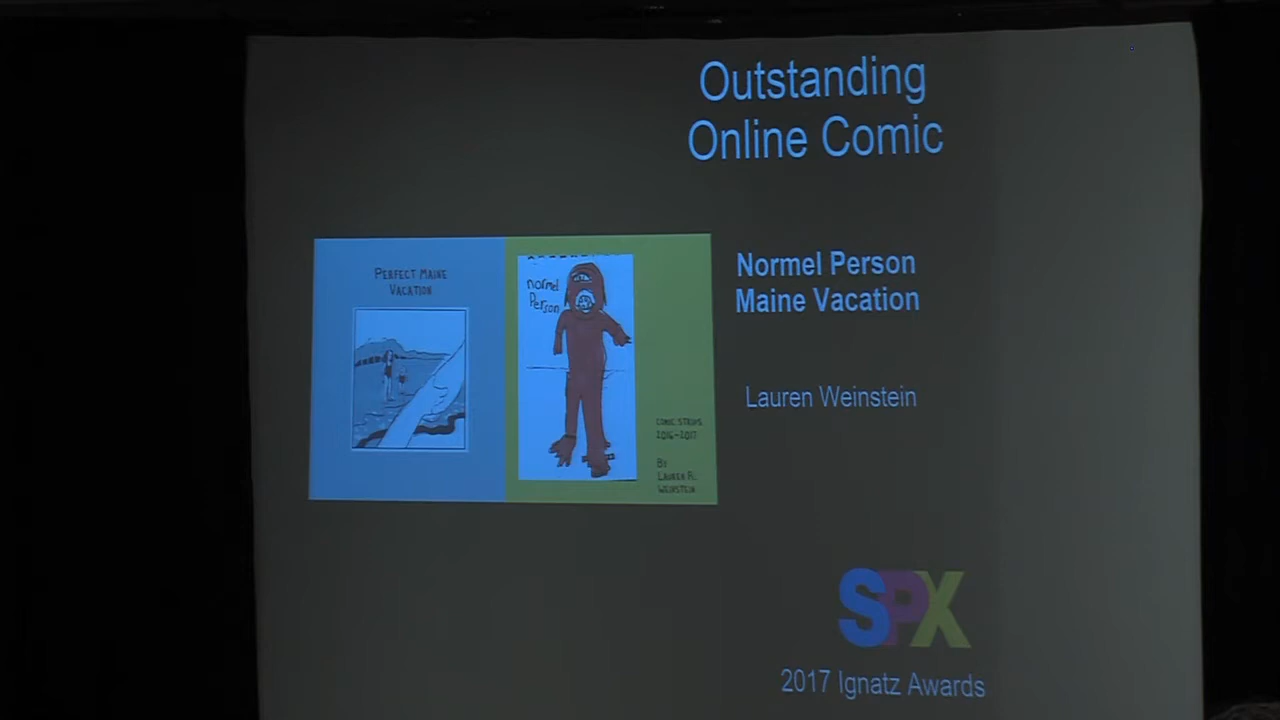 Outstanding
Online Comic
PERFECT MAINE
VACATION
normel
Person
COMIC STRIPS
2016-2017
BY
LAUREN R.
WEINSTEIN
Normel Person
Maine Vacation
Lauren Weinstein
SPX
2017 Ignatz Awards